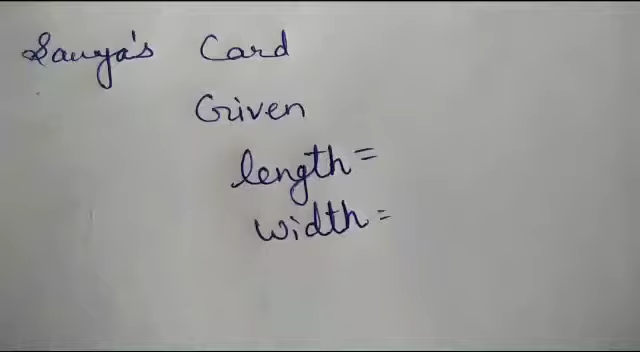 Sanya's Card
Given
length =
width =